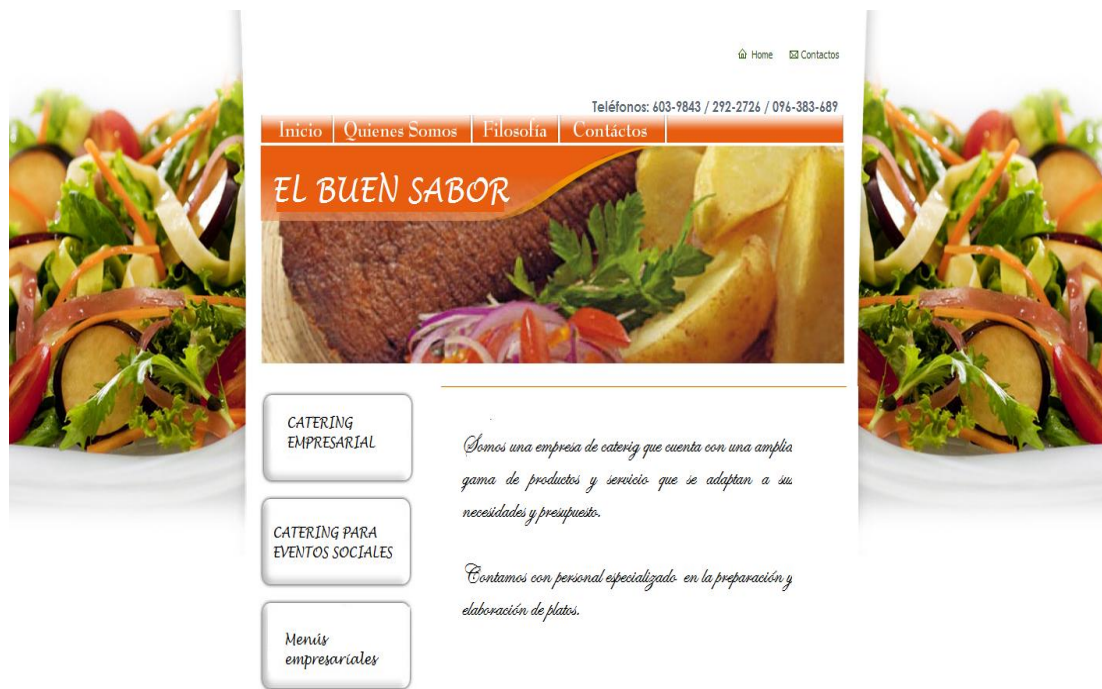 Home Contactos
Teléfonos: 603-9843 / 292-2726 / 096-383-689
Inicio Quienes Somos Filosofía Contáctos
EL BUEN SABOR
CATERING
EMPRESARIAL
CATERING PARA
EVENTOS SOCIALES
Menús
empresariales
Somos una empresa de caterig que cuenta con una amplia
gama de productos y servicio que se adaptan a sus
necesidades y presupuesto.
Contamos con personal especializado en la preparación y
elaboración de platos.